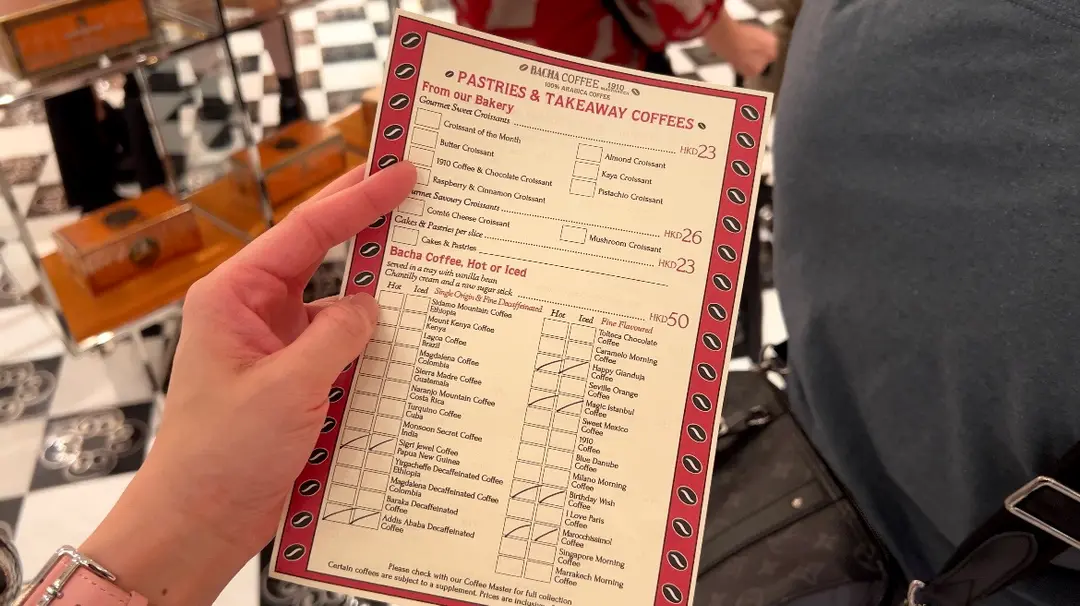 BACHA COFFEE 1910
100% ARABICA COFFEE
PASTRIES & TAKEAWAY COFFEES
From our Bakery
Gourmet Sweet Croissants HKD23
Croissant of the Month
Butter Croissant
1910 Coffee & Chocolate Croissant
Raspberry & Cinnamon Croissant
Almond Croissant
Kaya Croissant
Pistachio Croissant
Savoury Croissants HKD26
Comté Cheese Croissant
Mushroom Croissant
Cakes & Pastries per slice HKD23
Cakes & Pastries
Bacha Coffee, Hot or Iced
served in a tray with vanilla bean
Chantilly cream and a raw sugar stick HKD50
Hot Iced Single Origin & Fine Decaffeinated
Sidamo Mountain Coffee
Ethiopia
Mount Kenya Coffee
Kenya
Lagoa Coffee
Brazil
Magdalena Coffee
Colombia
Sierra Madre Coffee
Guatemala
Naranjo Mountain Coffee
Costa Rica
Turquino Coffee
Cuba
Monsoon Secret Coffee
India
Sigri Jewel Coffee
Papua New Guinea
Yirgacheffe Decaffeinated Coffee
Ethiopia
Magdalena Decaffeinated Coffee
Colombia
Baraka Decaffeinated
Coffee
Addis Ababa Decaffeinated
Coffee
Hot Iced Fine Flavoured
Tolteca Chocolate
Coffee
Caramelo Morning
Coffee
Happy Gianduja
Coffee
Seville Orange
Coffee
Magic Istanbul
Coffee
Sweet Mexico
Coffee
1910
Coffee
Blue Danube
Coffee
Milano Morning
Coffee
Birthday Wish
Coffee
I Love Paris
Coffee
Marocchissimo!
Coffee
Singapore Morning
Coffee
Marrakech Morning
Coffee
Please check with our Coffee Master for full collection
Certain coffees are subject to a supplement. Prices are